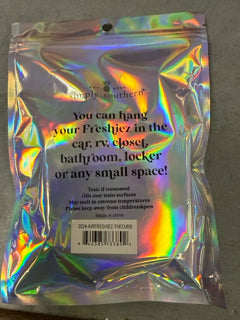 simply southern
You can hang
your Freshiez in the
car, rv, closet,
bathroom, locker
or any small space!
Toxic if consumed
Oils may stain surfaces
May melt in extreme temperatures
Please keep away from children&pets
Made in china